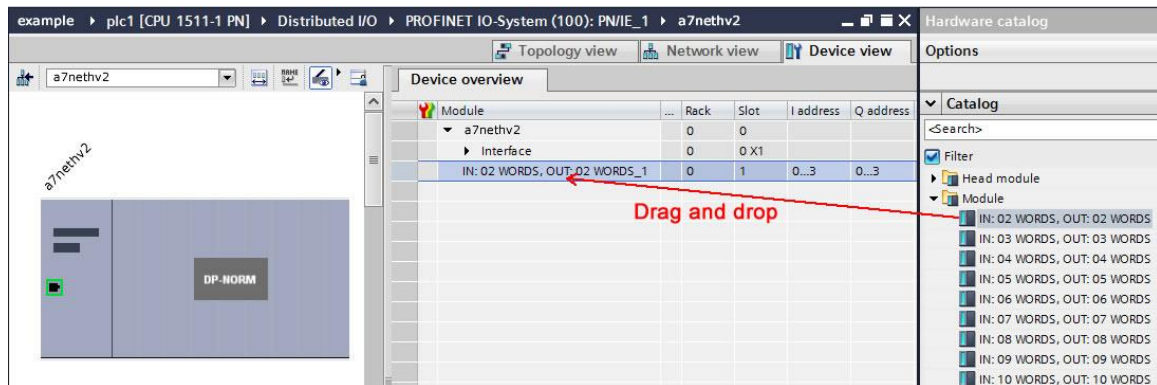 example ▸ plc1 [CPU 1511-1 PN] ▸ Distributed I/O ▸ PROFINET IO-System (100): PN/IE_1 ▸ a7nethv2
Hardware catalog
Topology view Network view Device view
Options
a7nethv2
Device overview
Module ... Rack Slot I address Q address
a7nethv2 0 0
Interface 0 0 X1
IN: 02 WORDS, OUT: 02 WORDS_1 0 1 0...3 0...3
a7nethv2
DP-NORM
Drag and drop
Catalog
<Search>
Filter
Head module
Module
IN: 02 WORDS, OUT: 02 WORDS
IN: 03 WORDS, OUT: 03 WORDS
IN: 04 WORDS, OUT: 04 WORDS
IN: 05 WORDS, OUT: 05 WORDS
IN: 06 WORDS, OUT: 06 WORDS
IN: 07 WORDS, OUT: 07 WORDS
IN: 08 WORDS, OUT: 08 WORDS
IN: 09 WORDS, OUT: 09 WORDS
IN: 10 WORDS, OUT: 10 WORDS